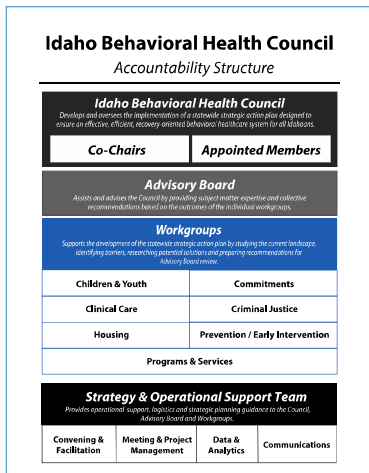 Idaho Behavioral Health Council
Accountability Structure
Idaho Behavioral Health Council
Develops and oversees the implementation of a statewide strategic action plan designed to
ensure an effective, efficient, recovery-oriented behavioral healthcare system for all Idahoans.
Co-Chairs
Appointed Members
Advisory Board
Assists and advises the Council by providing subject matter expertise and collective
recommendations based on the outcomes of the individual workgroups.
Workgroups
Supports the development of the statewide strategic action plan by studying the current landscape,
identifying barriers, researching potential solutions and preparing recommendations for
Advisory Board review.
Children & Youth
Commitments
Clinical Care
Criminal Justice
Housing
Prevention / Early Intervention
Programs & Services
Strategy & Operational Support Team
Provides operational support, logistics and strategic planning guidance to the Council,
Advisory Board and Workgroups.
Convening &
Facilitation
Meeting & Project
Management
Data &
Analytics
Communications